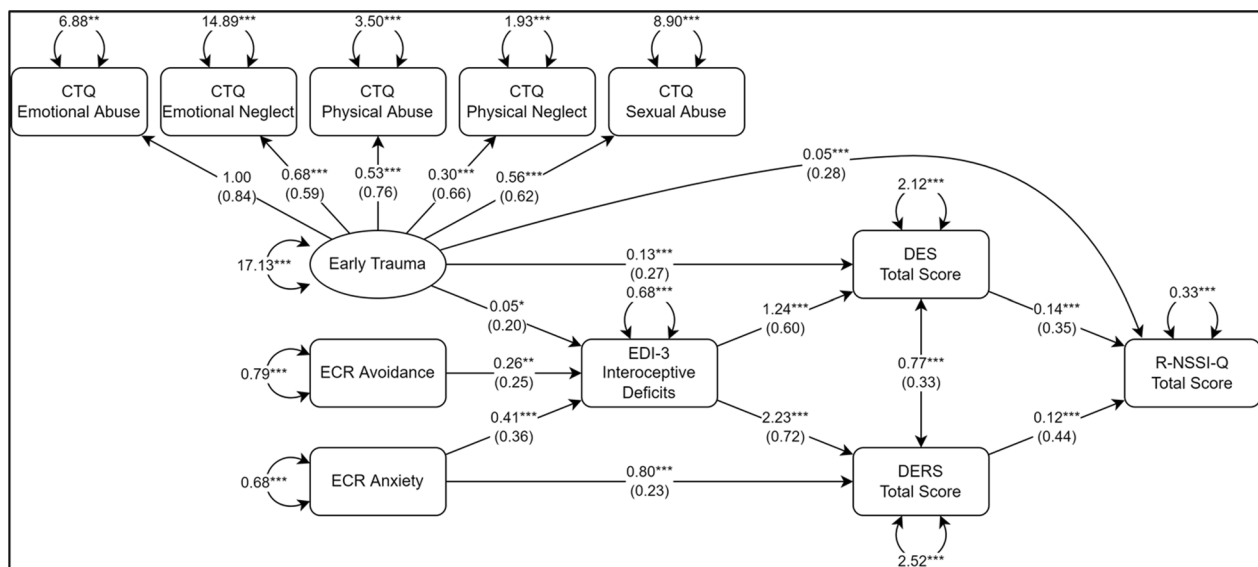 6.88**
14.89***
3.50***
1.93***
8.90***
CTQ
Emotional Abuse
CTQ
Emotional Neglect
CTQ
Physical Abuse
CTQ
Physical Neglect
CTQ
Sexual Abuse
1.00
(0.84)
0.68***
(0.59)
0.53***
(0.76)
0.30***
(0.66)
0.56***
(0.62)
0.05***
(0.28)
2.12***
17.13***
Early Trauma
0.13***
(0.27)
DES
Total Score
0.05*
(0.20)
0.68***
1.24***
(0.60)
0.14***
(0.35)
0.33***
0.79***
ECR Avoidance
0.26**
(0.25)
EDI-3
Interoceptive
Deficits
0.77***
(0.33)
R-NSSI-Q
Total Score
0.41***
(0.36)
2.23***
(0.72)
0.12***
(0.44)
0.68***
ECR Anxiety
0.80***
(0.23)
DERS
Total Score
2.52***